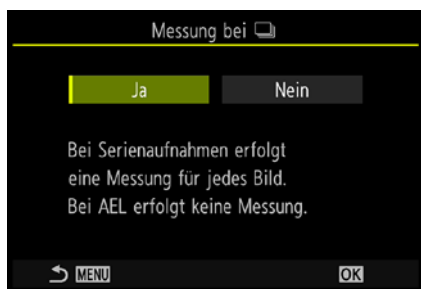 Messung bei
Ja Nein
Bei Serienaufnahmen erfolgt
eine Messung für jedes Bild.
Bei AEL erfolgt keine Messung.
MENU OK